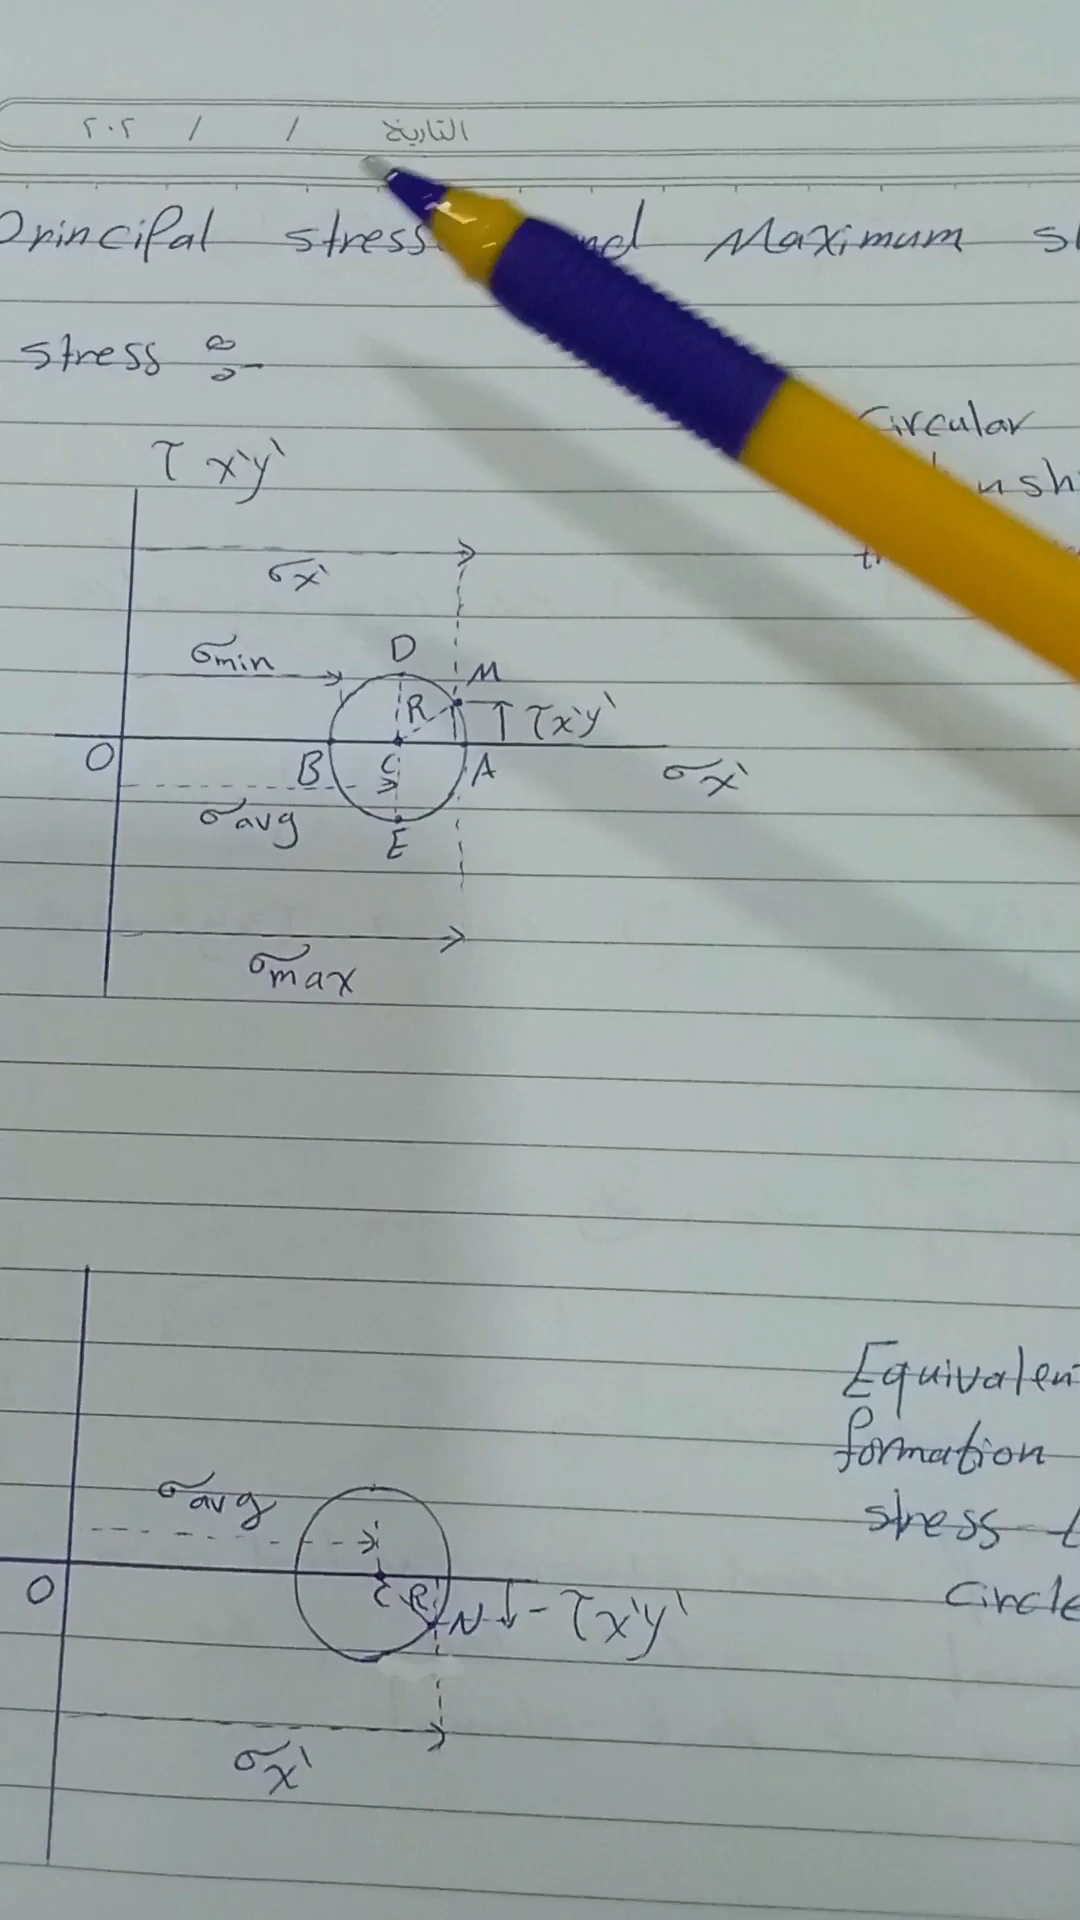 التاريخ / / ٢٠٢
Principal stress and Maximum
stress :-
Circular
τ x'y'
σx'
σmin
D
M
R
τx'y'
O
B
C
A
σx'
σavg
E
σmax
Equivalen
formation
σavg
stress
Circle
O
C
R
N
- τx'y'
σx'